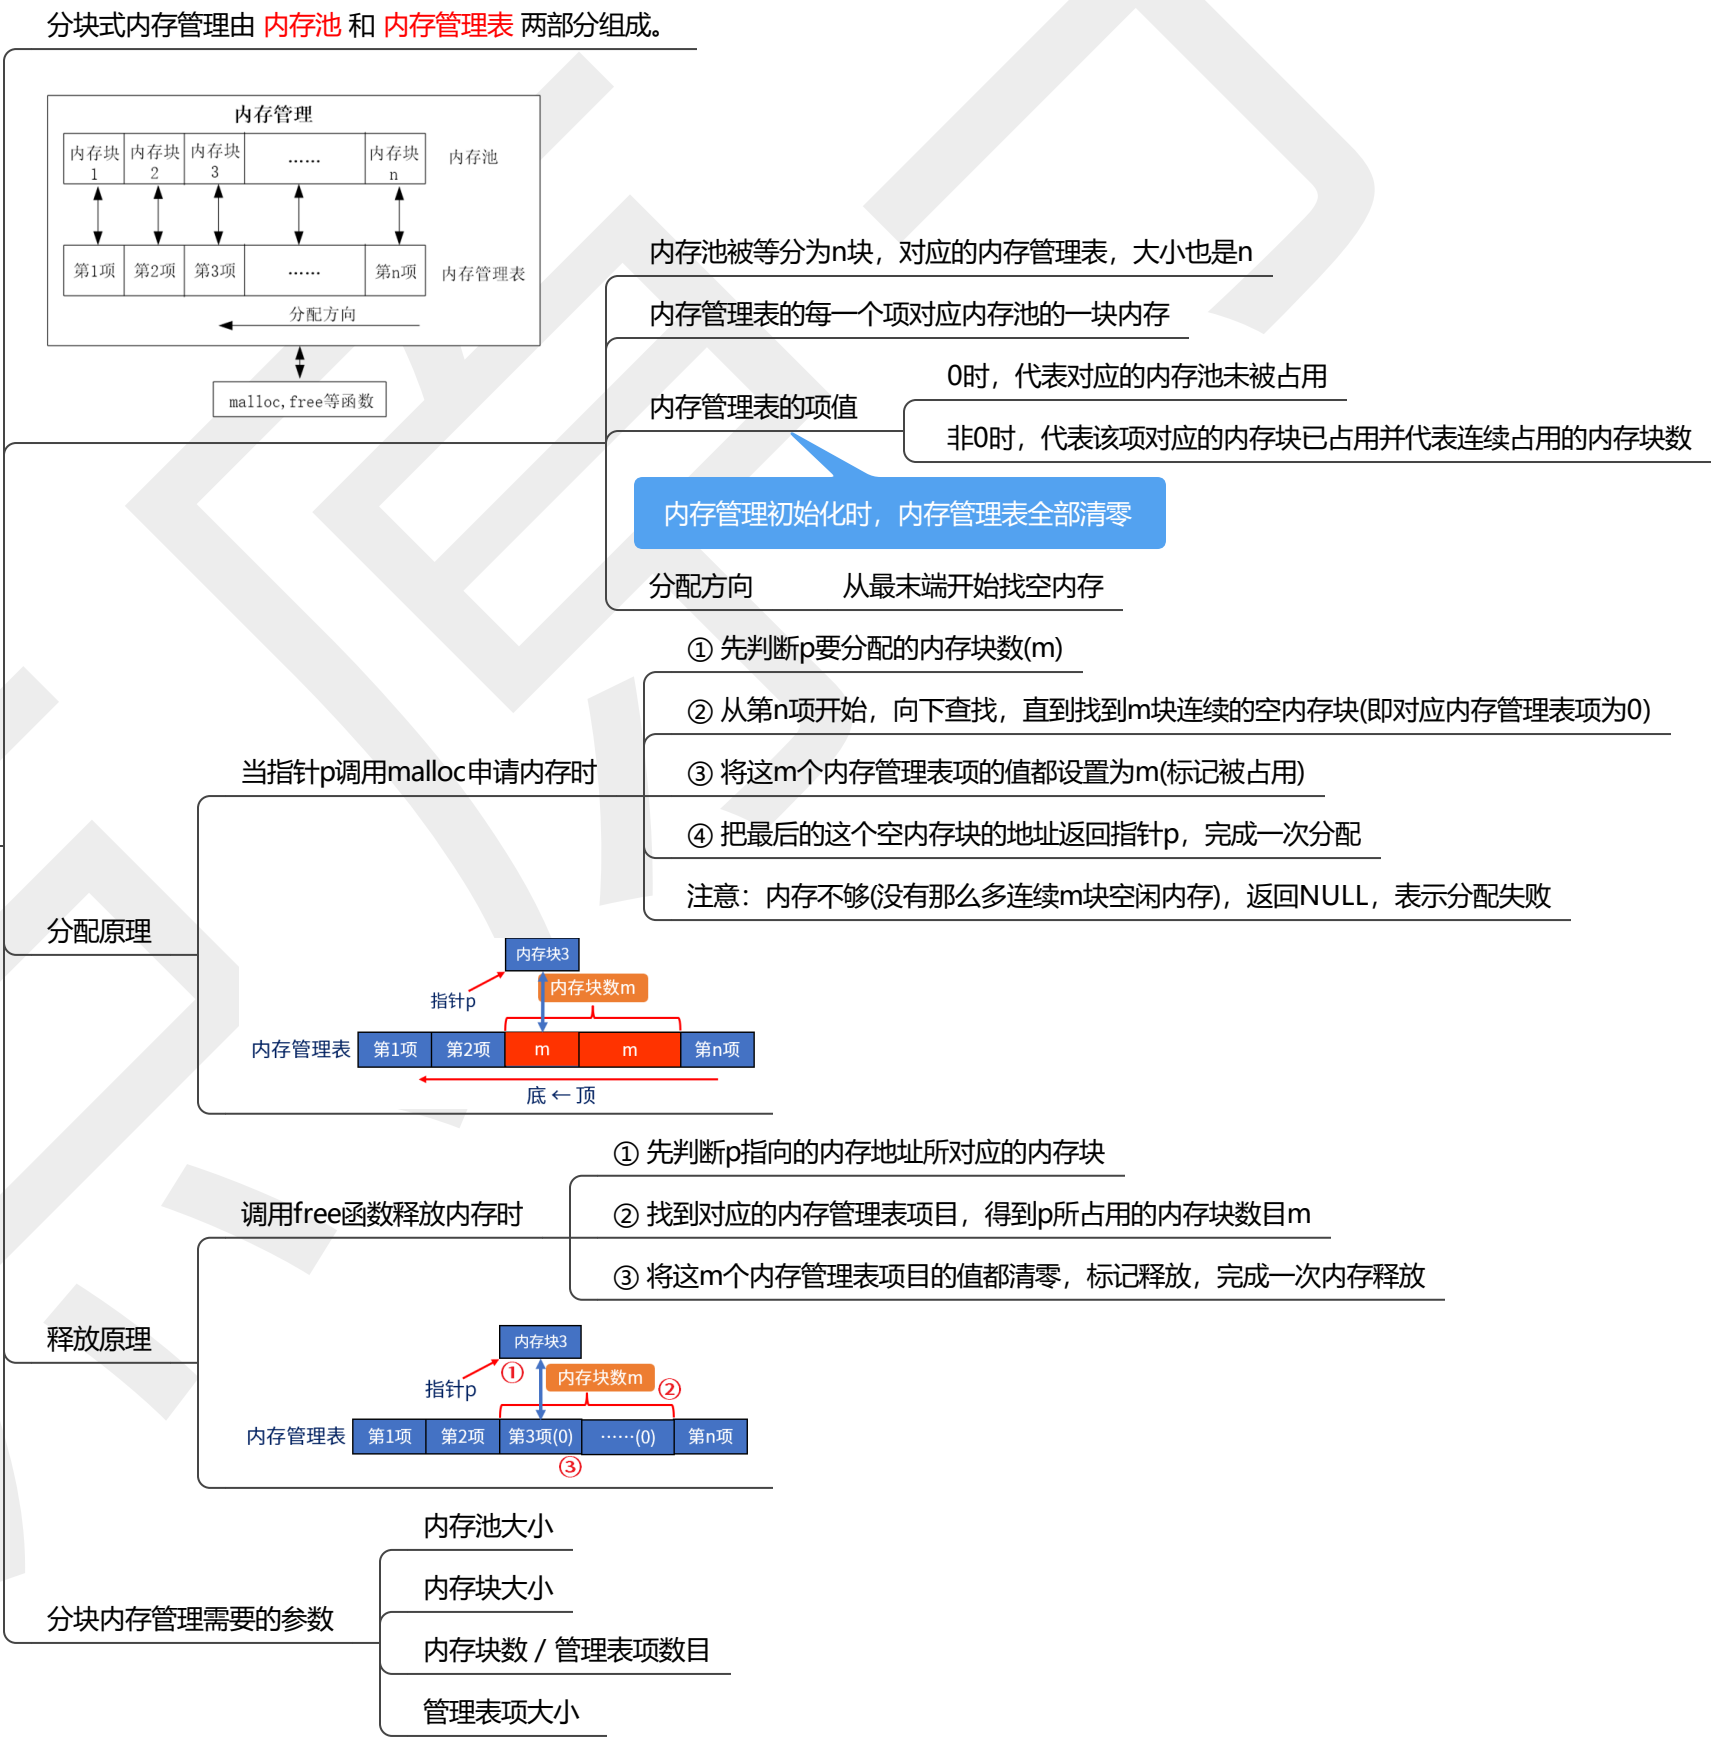 分块式内存管理由 内存池 和 内存管理表 两部分组成。
内存管理
内存块1 内存块2 内存块3 …… 内存块n 内存池
第1项 第2项 第3项 …… 第n项 内存管理表
分配方向
malloc,free等函数
内存池被等分为n块，对应的内存管理表，大小也是n
内存管理表的每一个项对应内存池的一块内存
内存管理表的项值
0时，代表对应的内存池未被占用
非0时，代表该项对应的内存块已占用并代表连续占用的内存块数
内存管理初始化时，内存管理表全部清零
分配方向 从最末端开始找空内存
分配原理
当指针p调用malloc申请内存时
① 先判断p要分配的内存块数(m)
② 从第n项开始，向下查找，直到找到m块连续的空内存块(即对应内存管理表项为0)
③ 将这m个内存管理表项的值都设置为m(标记被占用)
④ 把最后的这个空内存块的地址返回指针p，完成一次分配
注意：内存不够(没有那么多连续m块空闲内存)，返回NULL，表示分配失败
内存块3
指针p 内存块数m
内存管理表 第1项 第2项 m m 第n项
底 ← 顶
释放原理
调用free函数释放内存时
① 先判断p指向的内存地址所对应的内存块
② 找到对应的内存管理表项目，得到p所占用的内存块数目m
③ 将这m个内存管理表项目的值都清零，标记释放，完成一次内存释放
内存块3
指针p ① 内存块数m ②
内存管理表 第1项 第2项 第3项(0) ……(0) 第n项
③
分块内存管理需要的参数
内存池大小
内存块大小
内存块数 / 管理表项数目
管理表项大小